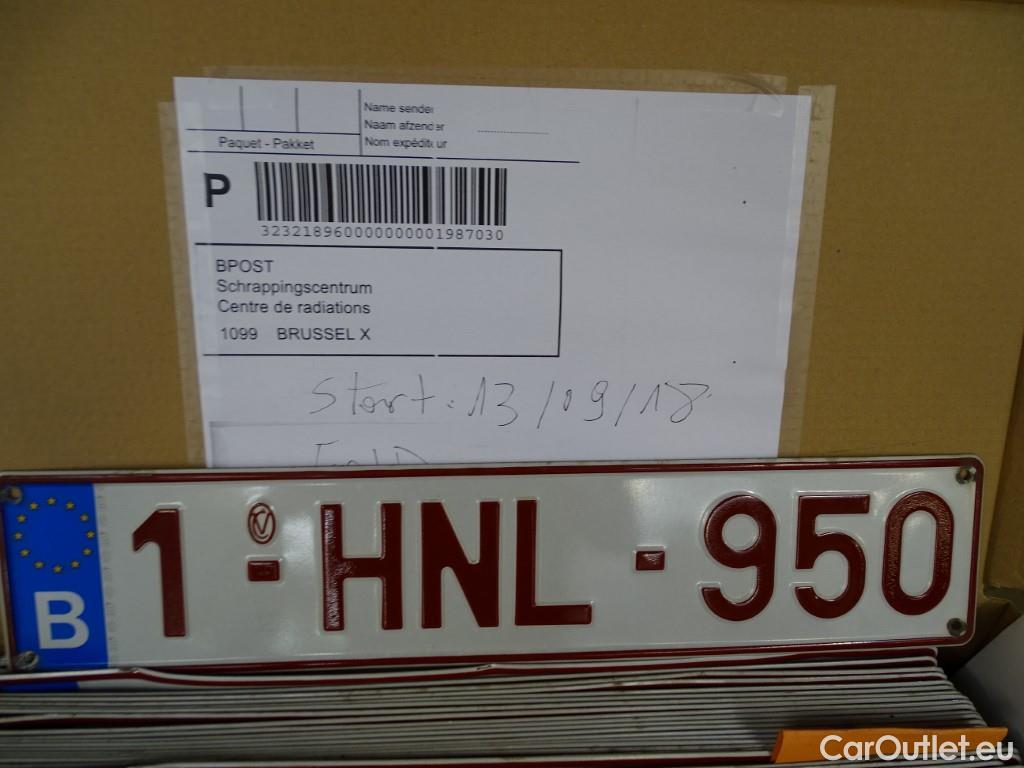 Name sender
Naam afzender
Paquet - Pakket
Nom expéditeur
P
323218960000000001987030
BPOST
Schrappingscentrum
Centre de radiations
1099 BRUSSEL X
Start: 13/09/18
B
1-HNL-950
CarOutlet.eu